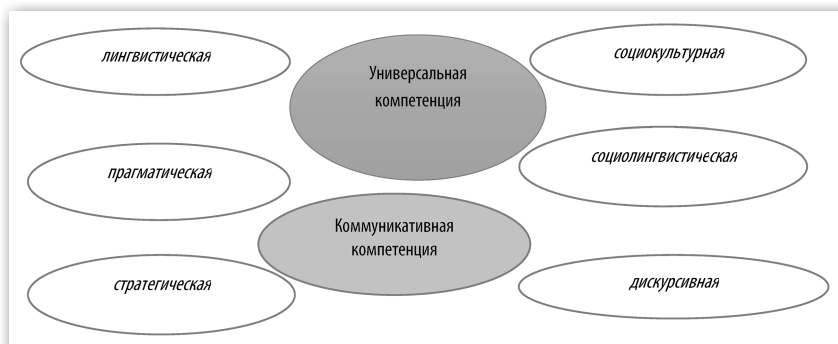 лингвистическая
Универсальная
компетенция
социокультурная
прагматическая
социолингвистическая
Коммуникативная
компетенция
стратегическая
дискурсивная